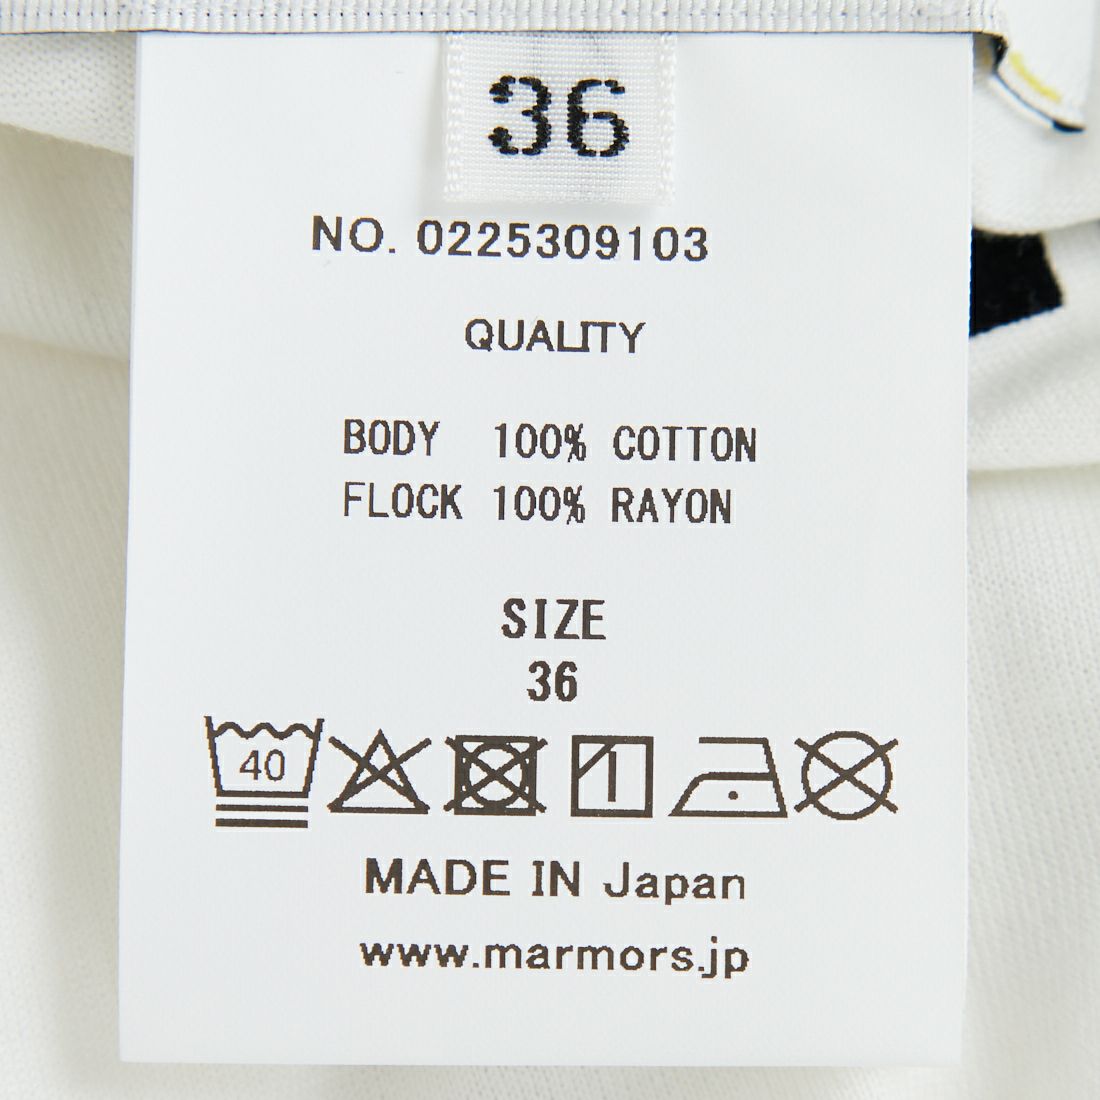 36
NO. 0225309103
QUALITY
BODY 100% COTTON
FLOCK 100% RAYON
SIZE
36
40
MADE IN Japan
www.marmors.jp